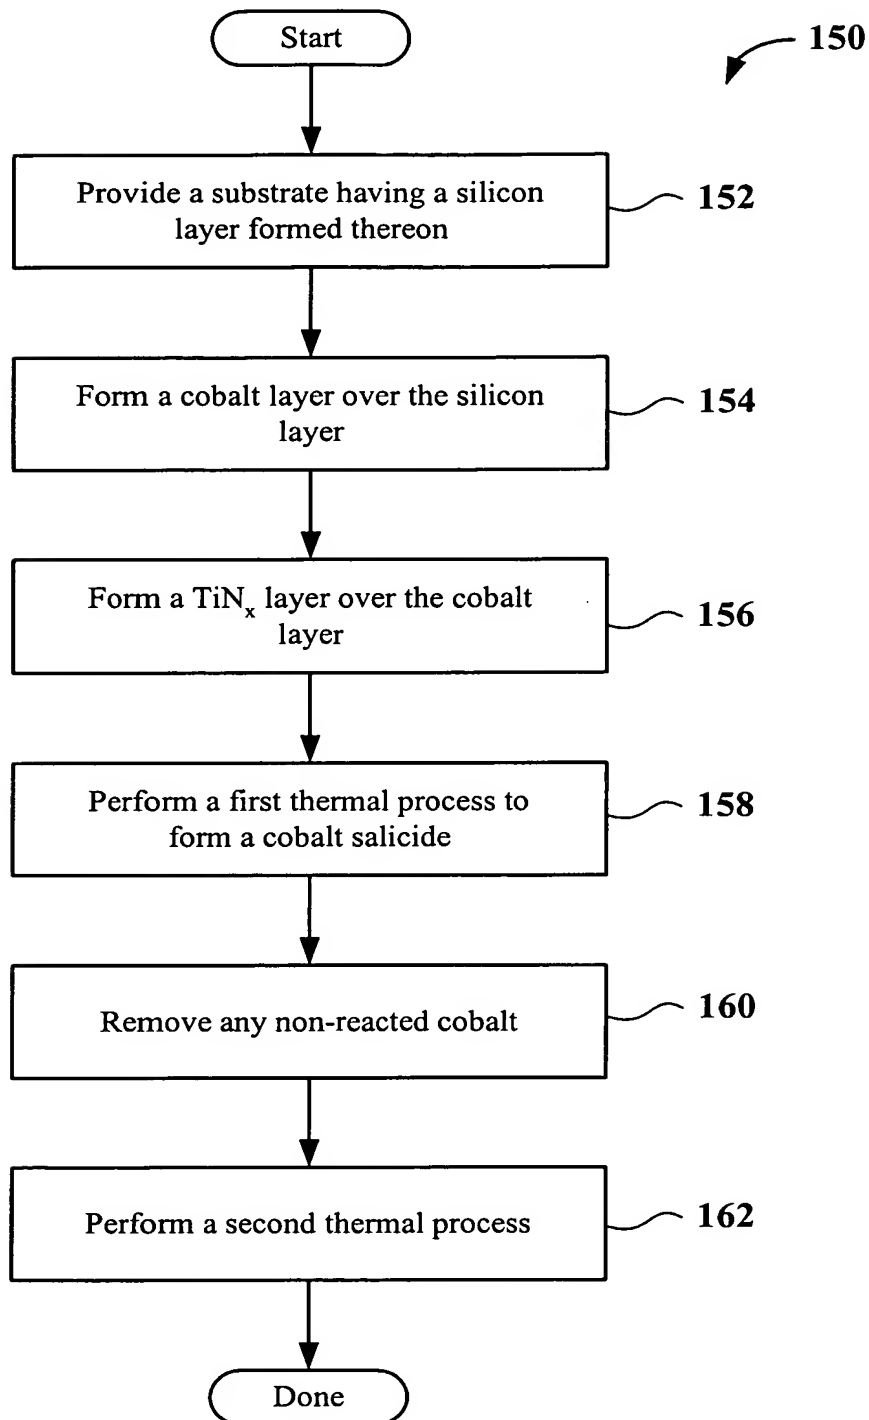 Start
150
Provide a substrate having a silicon
layer formed thereon
152
Form a cobalt layer over the silicon
layer
154
Form a TiNₓ layer over the cobalt
layer
156
Perform a first thermal process to
form a cobalt salicide
158
Remove any non-reacted cobalt
160
Perform a second thermal process
162
Done